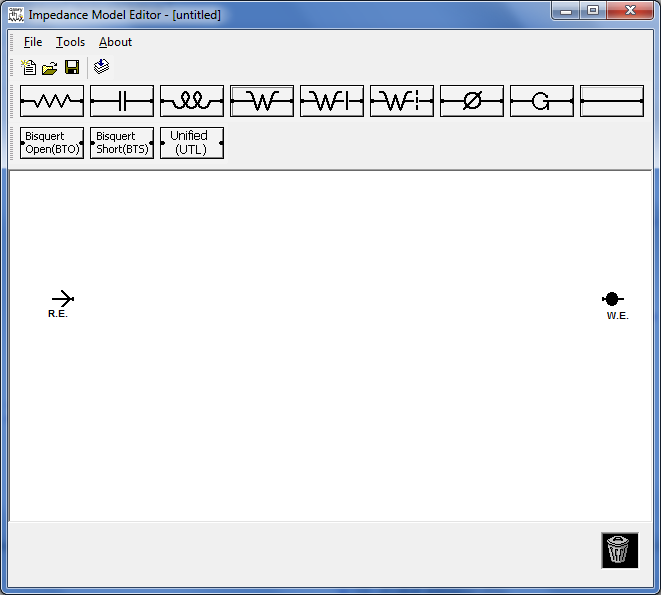 Impedance Model Editor - [untitled]
File Tools About
W W W Ø G
Bisquert Open(BTO)
Bisquert Short(BTS)
Unified (UTL)
R.E.
W.E.